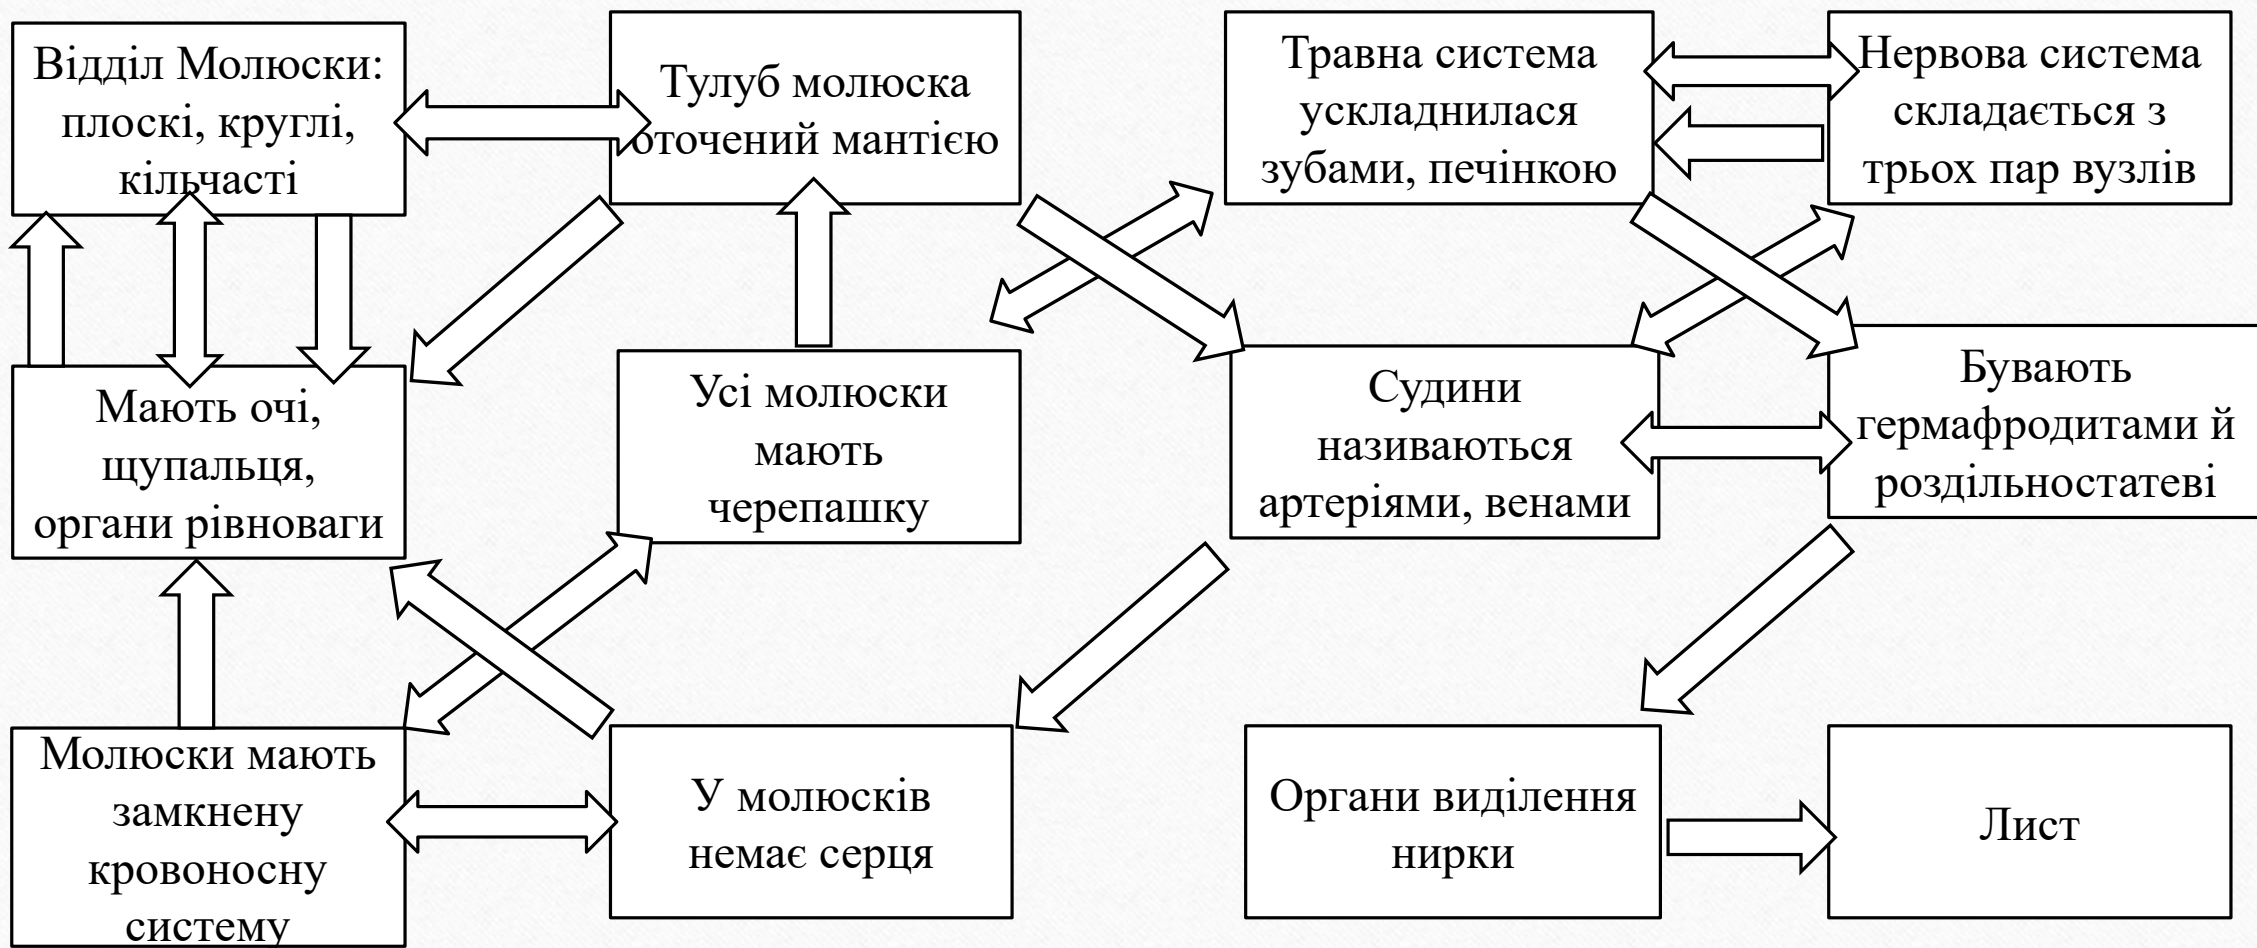 Відділ Молюски:
плоскі, круглі,
кільчасті
Тулуб молюска
оточений мантією
Травна система
ускладнилася
зубами, печінкою
Нервова система
складається з
трьох пар вузлів
Мають очі,
щупальця,
органи рівноваги
Усі молюски
мають
черепашку
Судини
називаються
артеріями, венами
Бувають
гермафродитами й
роздільностатеві
Молюски мають
замкнену
кровоносну
систему
У молюсків
немає серця
Органи виділення
нирки
Лист